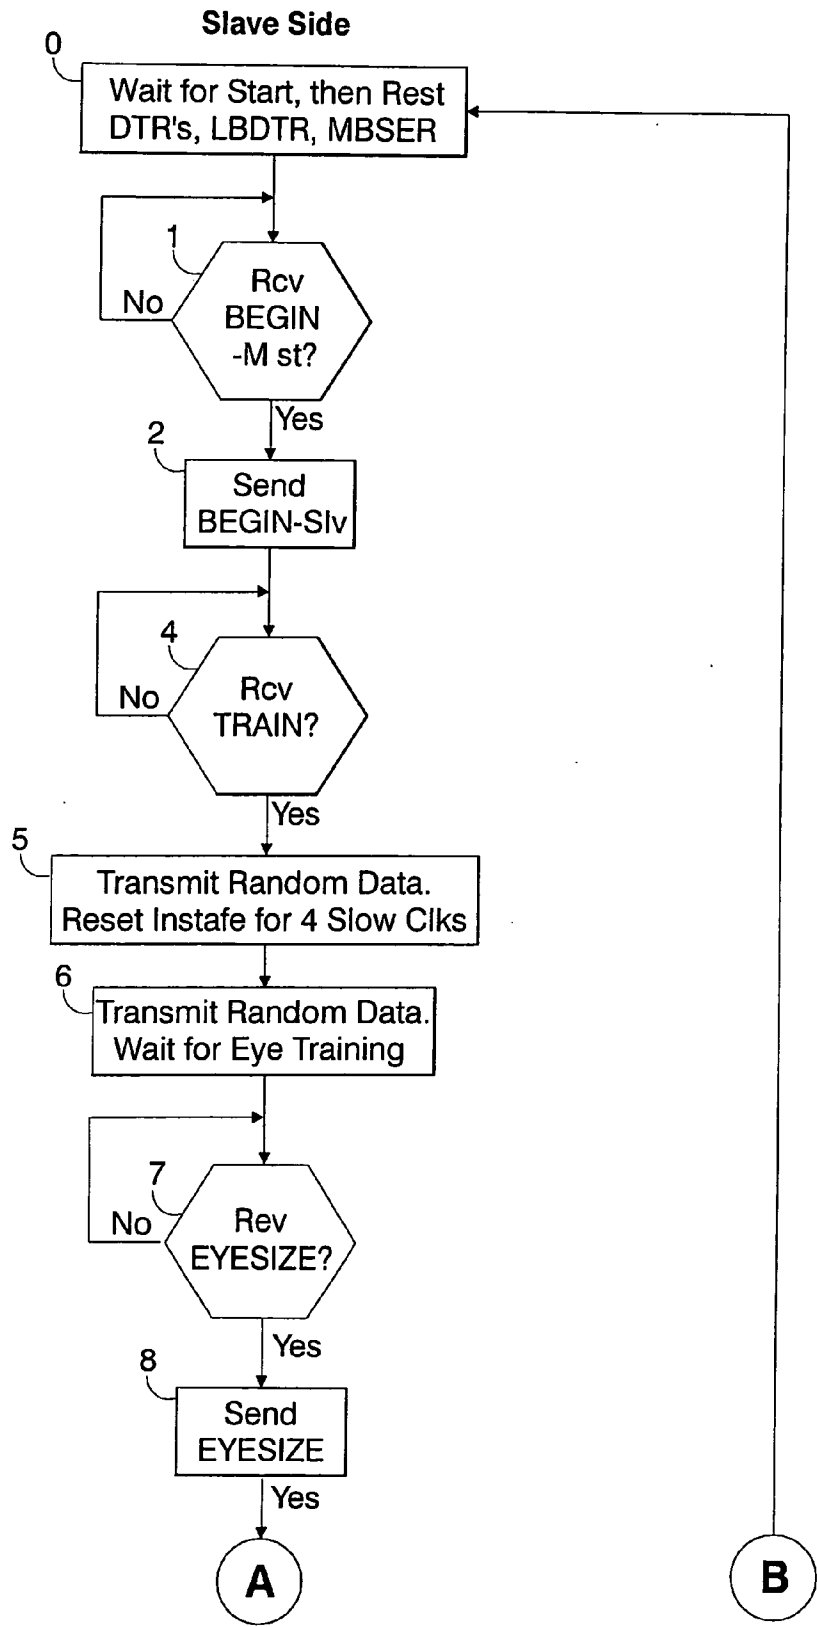 Slave Side
0
Wait for Start, then Rest
DTR's, LBDTR, MBSER
1
Rcv
BEGIN
-M st?
No
Yes
2
Send
BEGIN-Slv
4
Rcv
TRAIN?
No
Yes
5
Transmit Random Data.
Reset Instafe for 4 Slow Clks
6
Transmit Random Data.
Wait for Eye Training
7
Rev
EYESIZE?
No
Yes
8
Send
EYESIZE
Yes
A
B